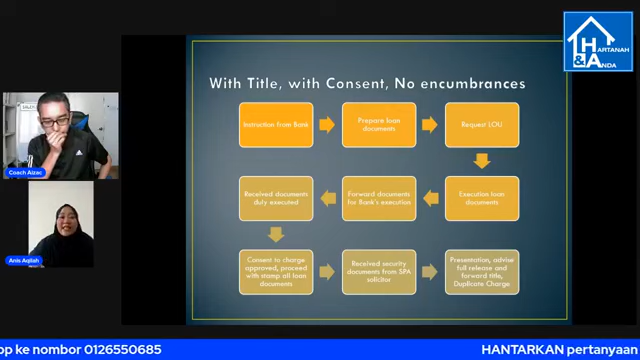 HARTANAH
& ANDA
With Title, with Consent, No encumbrances
Instruction from Bank
Prepare loan
documents
Request LOU
Execution loan
documents
Forward documents
for Bank's execution
Received documents
duly executed
Consent to charge
approved, proceed
with stamp all loan
documents
Received security
documents from SPA
solicitor
Presentation, advise
full release and
forward title,
Duplicate Charge
Coach Aizac
Anis Aqilah
pp ke nombor 0126550685
HANTARKAN pertanyaan